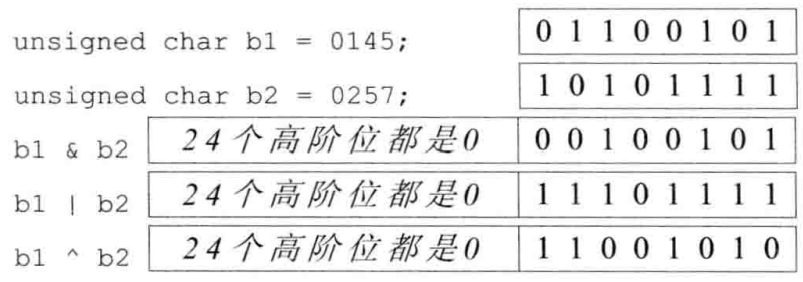 unsigned char b1 = 0145; 0 1 1 0 0 1 0 1
unsigned char b2 = 0257; 1 0 1 0 1 1 1 1
b1 & b2 24个高阶位都是0 0 0 1 0 0 1 0 1
b1 | b2 24个高阶位都是0 1 1 1 0 1 1 1 1
b1 ^ b2 24个高阶位都是0 1 1 0 0 1 0 1 0